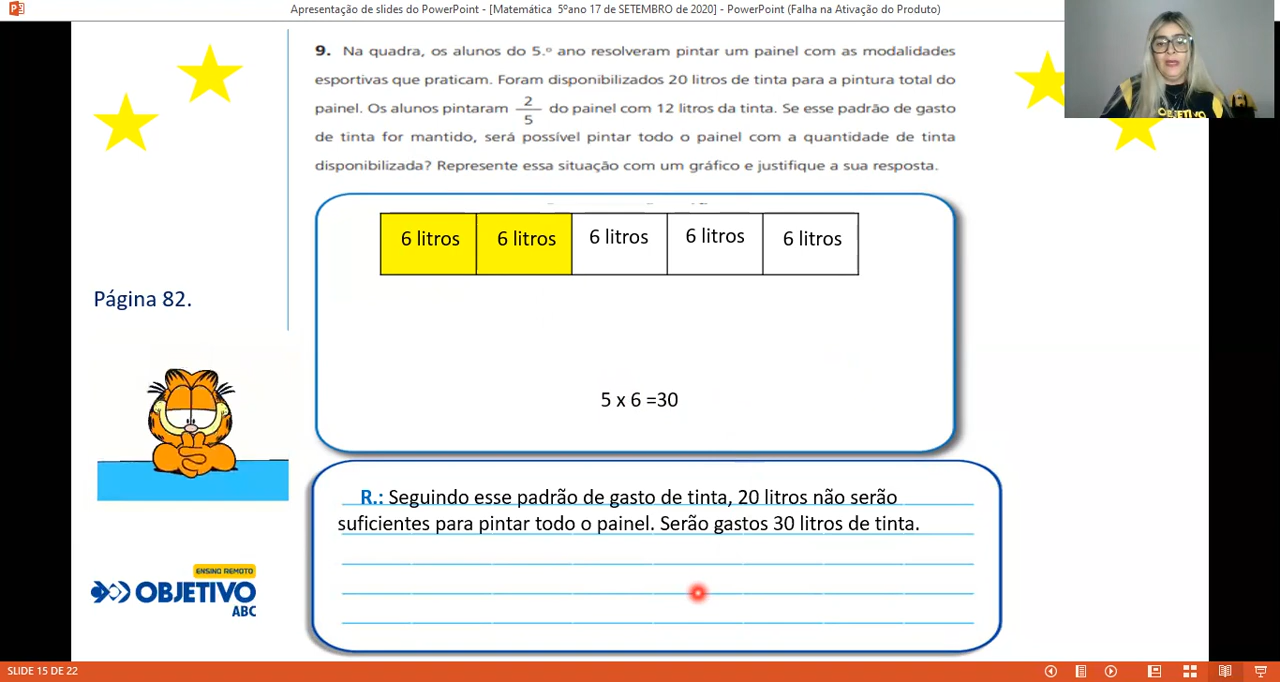 Apresentação de slides do PowerPoint - [Matemática 5ºano 17 de SETEMBRO de 2020] - PowerPoint (Falha na Ativação do Produto)
9. Na quadra, os alunos do 5.º ano resolveram pintar um painel com as modalidades
esportivas que praticam. Foram disponibilizados 20 litros de tinta para a pintura total do
painel. Os alunos pintaram 2/5 do painel com 12 litros da tinta. Se esse padrão de gasto
de tinta for mantido, será possível pintar todo o painel com a quantidade de tinta
disponibilizada? Represente essa situação com um gráfico e justifique a sua resposta.
OBJETIVO
6 litros 6 litros 6 litros 6 litros 6 litros
Página 82.
5 x 6 =30
R.: Seguindo esse padrão de gasto de tinta, 20 litros não serão
suficientes para pintar todo o painel. Serão gastos 30 litros de tinta.
ENSINO REMOTO
OBJETIVO
ABC
SLIDE 15 DE 22